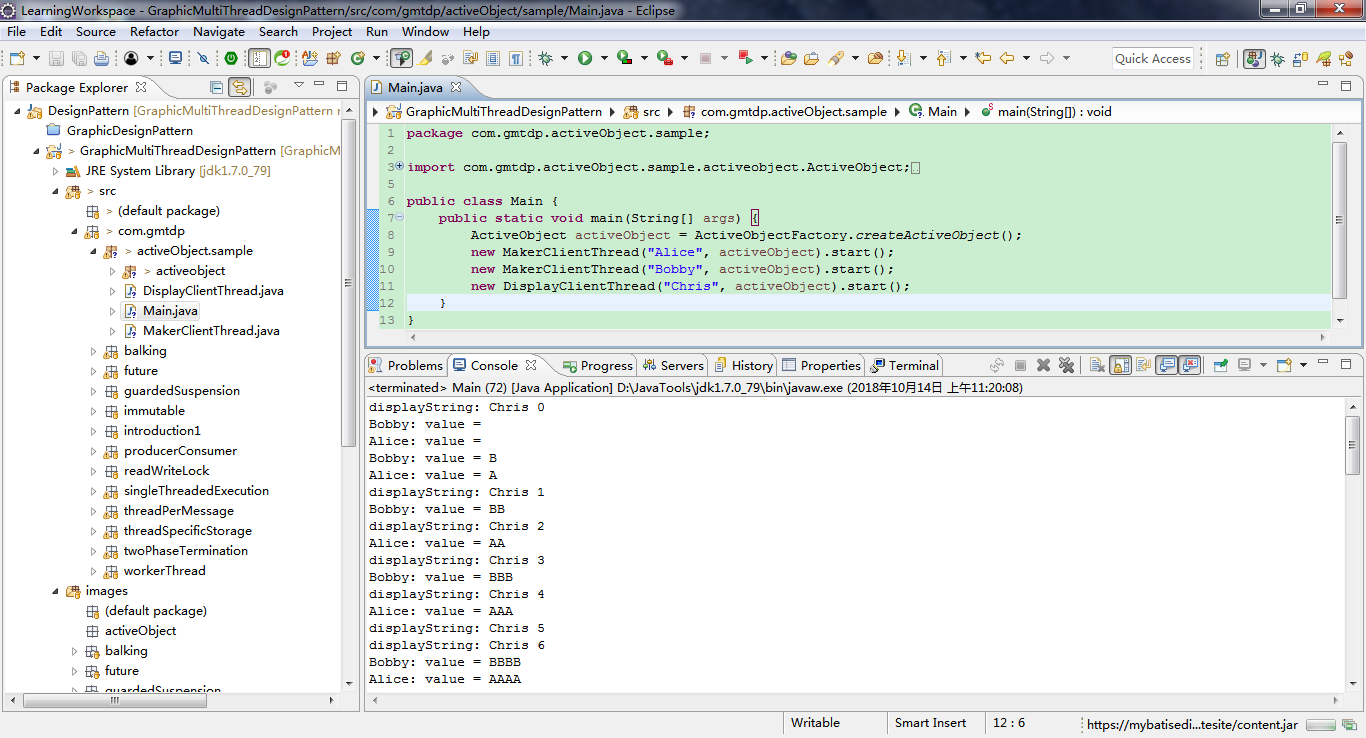 LearningWorkspace - GraphicMultiThreadDesignPattern/src/com/gmtdp/activeObject/sample/Main.java - Eclipse
File Edit Source Refactor Navigate Search Project Run Window Help
Quick Access
Package Explorer
DesignPattern [GraphicMultiThreadDesignPattern n
GraphicDesignPattern
> GraphicMultiThreadDesignPattern [GraphicM
JRE System Library [jdk1.7.0_79]
> src
> (default package)
> com.gmtdp
> activeObject.sample
> activeobject
DisplayClientThread.java
Main.java
MakerClientThread.java
balking
future
guardedSuspension
immutable
introduction1
producerConsumer
readWriteLock
singleThreadedExecution
threadPerMessage
threadSpecificStorage
twoPhaseTermination
workerThread
images
(default package)
activeObject
balking
future
guardedSuspension
Main.java
GraphicMultiThreadDesignPattern src com.gmtdp.activeObject.sample Main main(String[]) : void
1 package com.gmtdp.activeObject.sample;
2
3 import com.gmtdp.activeObject.sample.activeobject.ActiveObject;
5
6 public class Main {
7 public static void main(String[] args) {
8 ActiveObject activeObject = ActiveObjectFactory.createActiveObject();
9 new MakerClientThread("Alice", activeObject).start();
10 new MakerClientThread("Bobby", activeObject).start();
11 new DisplayClientThread("Chris", activeObject).start();
12 }
13 }
Problems Console Progress Servers History Properties Terminal
<terminated> Main (72) [Java Application] D:\JavaTools\jdk1.7.0_79\bin\javaw.exe (2018年10月14日 上午11:20:08)
displayString: Chris 0
Bobby: value =
Alice: value =
Bobby: value = B
Alice: value = A
displayString: Chris 1
Bobby: value = BB
displayString: Chris 2
Alice: value = AA
displayString: Chris 3
Bobby: value = BBB
displayString: Chris 4
Alice: value = AAA
displayString: Chris 5
displayString: Chris 6
Bobby: value = BBBB
Alice: value = AAAA
Writable Smart Insert 12 : 6 https://mybatisedi...tesite/content.jar